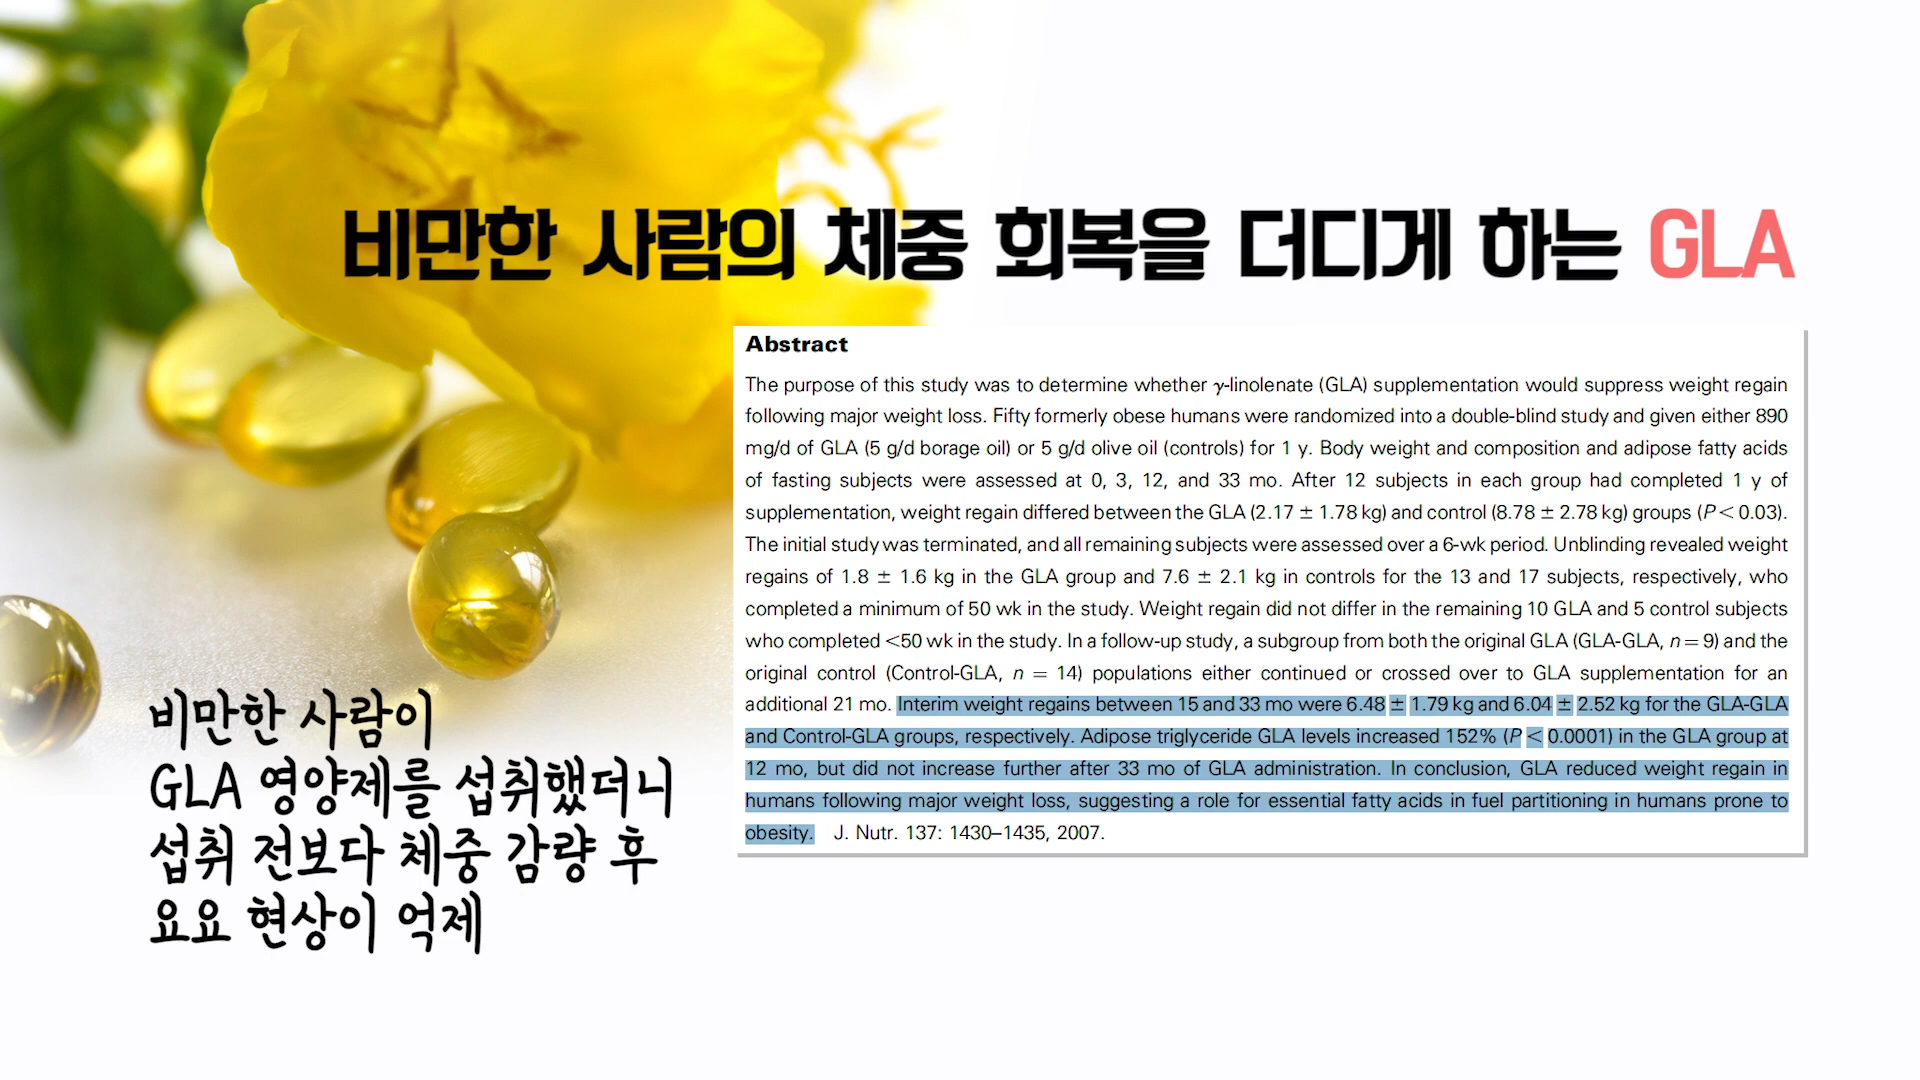 비만한 사람의 체중 회복을 더디게 하는 GLA
Abstract
The purpose of this study was to determine whether γ-linolenate (GLA) supplementation would suppress weight regain
following major weight loss. Fifty formerly obese humans were randomized into a double-blind study and given either 890
mg/d of GLA (5 g/d borage oil) or 5 g/d olive oil (controls) for 1 y. Body weight and composition and adipose fatty acids
of fasting subjects were assessed at 0, 3, 12, and 33 mo. After 12 subjects in each group had completed 1 y of
supplementation, weight regain differed between the GLA (2.17 ± 1.78 kg) and control (8.78 ± 2.78 kg) groups (P < 0.03).
The initial study was terminated, and all remaining subjects were assessed over a 6-wk period. Unblinding revealed weight
regains of 1.8 ± 1.6 kg in the GLA group and 7.6 ± 2.1 kg in controls for the 13 and 17 subjects, respectively, who
completed a minimum of 50 wk in the study. Weight regain did not differ in the remaining 10 GLA and 5 control subjects
who completed <50 wk in the study. In a follow-up study, a subgroup from both the original GLA (GLA-GLA, n = 9) and the
original control (Control-GLA, n = 14) populations either continued or crossed over to GLA supplementation for an
additional 21 mo. Interim weight regains between 15 and 33 mo were 6.48 ± 1.79 kg and 6.04 ± 2.52 kg for the GLA-GLA
and Control-GLA groups, respectively. Adipose triglyceride GLA levels increased 152% (P < 0.0001) in the GLA group at
12 mo, but did not increase further after 33 mo of GLA administration. In conclusion, GLA reduced weight regain in
humans following major weight loss, suggesting a role for essential fatty acids in fuel partitioning in humans prone to
obesity. J. Nutr. 137: 1430–1435, 2007.
비만한 사람이
GLA 영양제를 섭취했더니
섭취 전보다 체중 감량 후
요요 현상이 억제